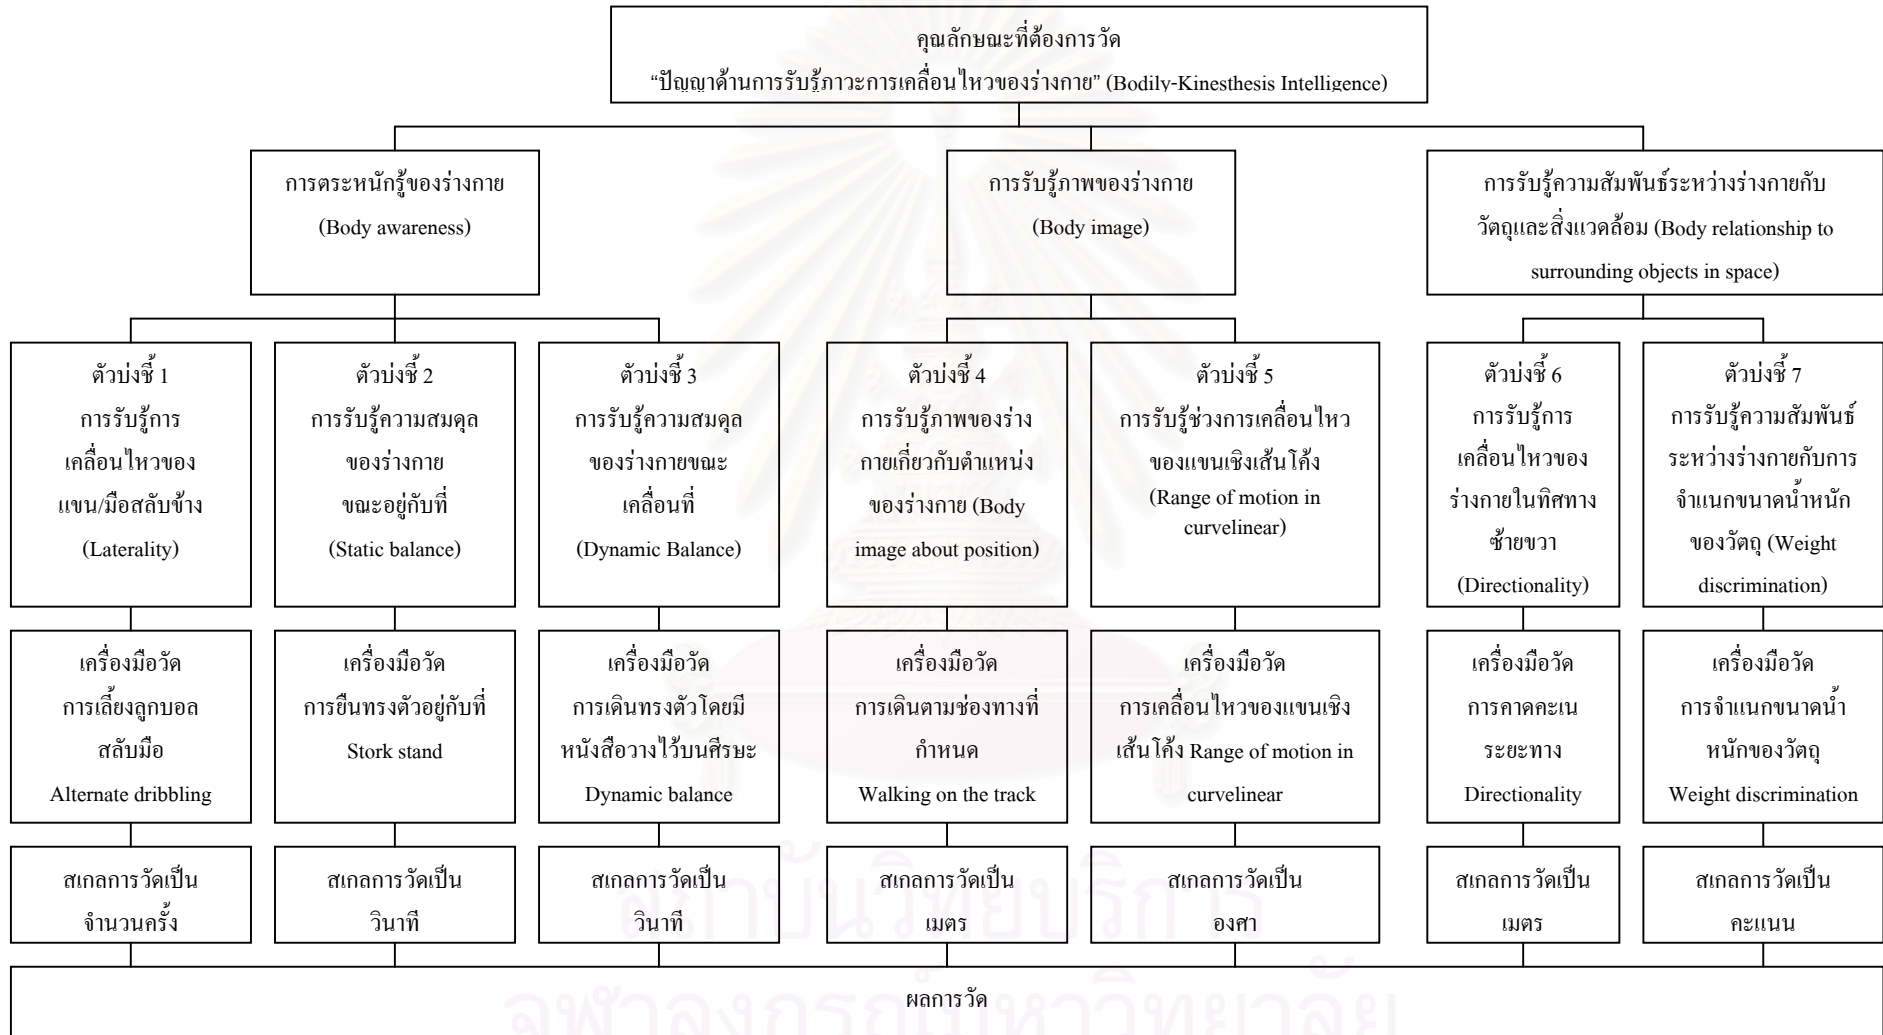 คุณลักษณะที่ต้องการวัด
“ปัญญาด้านการรับรู้ภาวะการเคลื่อนไหวของร่างกาย” (Bodily-Kinesthesis Intelligence)
การตระหนักรู้ของร่างกาย
(Body awareness)
การรับรู้ภาพของร่างกาย
(Body image)
การรับรู้ความสัมพันธ์ระหว่างร่างกายกับ
วัตถุและสิ่งแวดล้อม (Body relationship to
surrounding objects in space)
ตัวบ่งชี้ 1
การรับรู้การ
เคลื่อนไหวของ
แขน/มือสลับข้าง
(Laterality)
ตัวบ่งชี้ 2
การรับรู้ความสมดุล
ของร่างกาย
ขณะอยู่กับที่
(Static balance)
ตัวบ่งชี้ 3
การรับรู้ความสมดุล
ของร่างกายขณะ
เคลื่อนที่
(Dynamic Balance)
ตัวบ่งชี้ 4
การรับรู้ภาพของร่าง
กายเกี่ยวกับตำแหน่ง
ของร่างกาย (Body
image about position)
ตัวบ่งชี้ 5
การรับรู้ช่วงการเคลื่อนไหว
ของแขนเชิงเส้นโค้ง
(Range of motion in
curvelinear)
ตัวบ่งชี้ 6
การรับรู้การ
เคลื่อนไหวของ
ร่างกายในทิศทาง
ซ้ายขวา
(Directionality)
ตัวบ่งชี้ 7
การรับรู้ความสัมพันธ์
ระหว่างร่างกายกับการ
จำแนกขนาดน้ำหนัก
ของวัตถุ (Weight
discrimination)
เครื่องมือวัด
การเลี้ยงลูกบอล
สลับมือ
Alternate dribbling
เครื่องมือวัด
การยืนทรงตัวอยู่กับที่
Stork stand
เครื่องมือวัด
การเดินทรงตัวโดยมี
หนังสือวางไว้บนศีรษะ
Dynamic balance
เครื่องมือวัด
การเดินตามช่องทางที่
กำหนด
Walking on the track
เครื่องมือวัด
การเคลื่อนไหวของแขนเชิง
เส้นโค้ง Range of motion in
curvelinear
เครื่องมือวัด
การคาดคะเน
ระยะทาง
Directionality
เครื่องมือวัด
การจำแนกขนาดน้ำ
หนักของวัตถุ
Weight discrimination
สเกลการวัดเป็น
จำนวนครั้ง
สเกลการวัดเป็น
วินาที
สเกลการวัดเป็น
วินาที
สเกลการวัดเป็น
เมตร
สเกลการวัดเป็น
องศา
สเกลการวัดเป็น
เมตร
สเกลการวัดเป็น
คะแนน
ผลการวัด
สถาบันวิทยบริการ
จุฬาลงกรณ์มหาวิทยาลัย